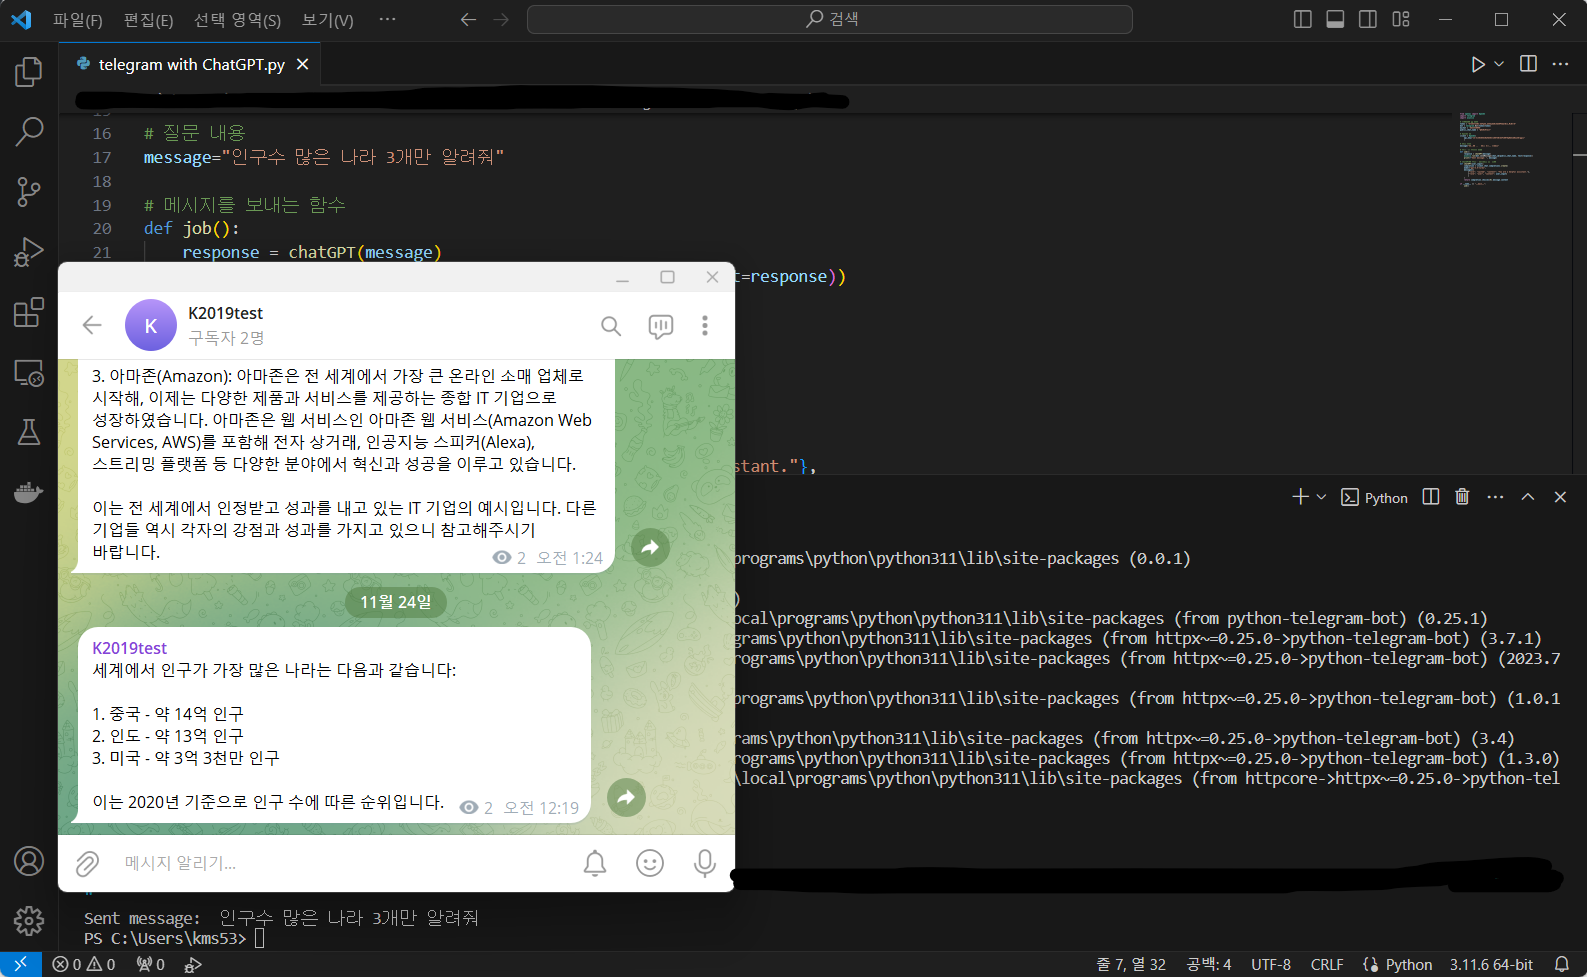 파일(F) 편집(E) 선택 영역(S) 보기(V) ··· 검색
telegram with ChatGPT.py
16 # 질문 내용
17 message="인구수 많은 나라 3개만 알려줘"
18
19 # 메시지를 보내는 함수
20 def job():
21 response = chatGPT(message)
t=response))
stant."},
K
K2019test
구독자 2명
3. 아마존(Amazon): 아마존은 전 세계에서 가장 큰 온라인 소매 업체로
시작해, 이제는 다양한 제품과 서비스를 제공하는 종합 IT 기업으로
성장하였습니다. 아마존은 웹 서비스인 아마존 웹 서비스(Amazon Web
Services, AWS)를 포함해 전자 상거래, 인공지능 스피커(Alexa),
스트리밍 플랫폼 등 다양한 분야에서 혁신과 성공을 이루고 있습니다.
이는 전 세계에서 인정받고 성과를 내고 있는 IT 기업의 예시입니다. 다른
기업들 역시 각자의 강점과 성과를 가지고 있으니 참고해주시기
바랍니다.
2 오전 1:24
11월 24일
K2019test
세계에서 인구가 가장 많은 나라는 다음과 같습니다:
1. 중국 - 약 14억 인구
2. 인도 - 약 13억 인구
3. 미국 - 약 3억 3천만 인구
이는 2020년 기준으로 인구 수에 따른 순위입니다.
2 오전 12:19
메시지 알리기...
Python
programs\python\python311\lib\site-packages (0.0.1)
)
ocal\programs\python\python311\lib\site-packages (from python-telegram-bot) (0.25.1)
grams\python\python311\lib\site-packages (from httpx~=0.25.0->python-telegram-bot) (3.7.1)
rograms\python\python311\lib\site-packages (from httpx~=0.25.0->python-telegram-bot) (2023.7
programs\python\python311\lib\site-packages (from httpx~=0.25.0->python-telegram-bot) (1.0.1
rams\python\python311\lib\site-packages (from httpx~=0.25.0->python-telegram-bot) (3.4)
rograms\python\python311\lib\site-packages (from httpx~=0.25.0->python-telegram-bot) (1.3.0)
\local\programs\python\python311\lib\site-packages (from httpcore->httpx~=0.25.0->python-tel
Sent message: 인구수 많은 나라 3개만 알려줘
PS C:\Users\kms53>
0 0 0 줄 7, 열 32 공백: 4 UTF-8 CRLF Python 3.11.6 64-bit